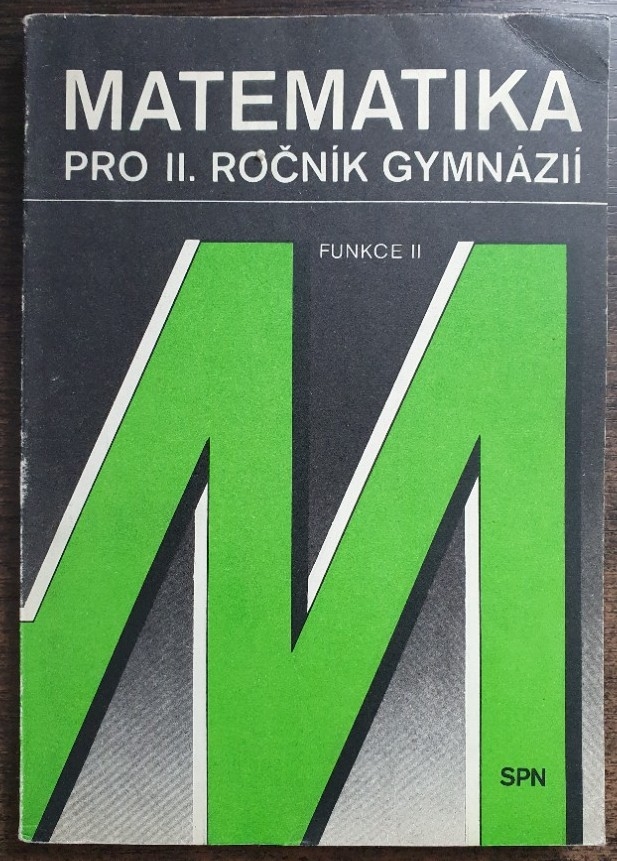 MATEMATIKA
PRO II. ROČNÍK GYMNÁZIÍ
FUNKCE II
SPN